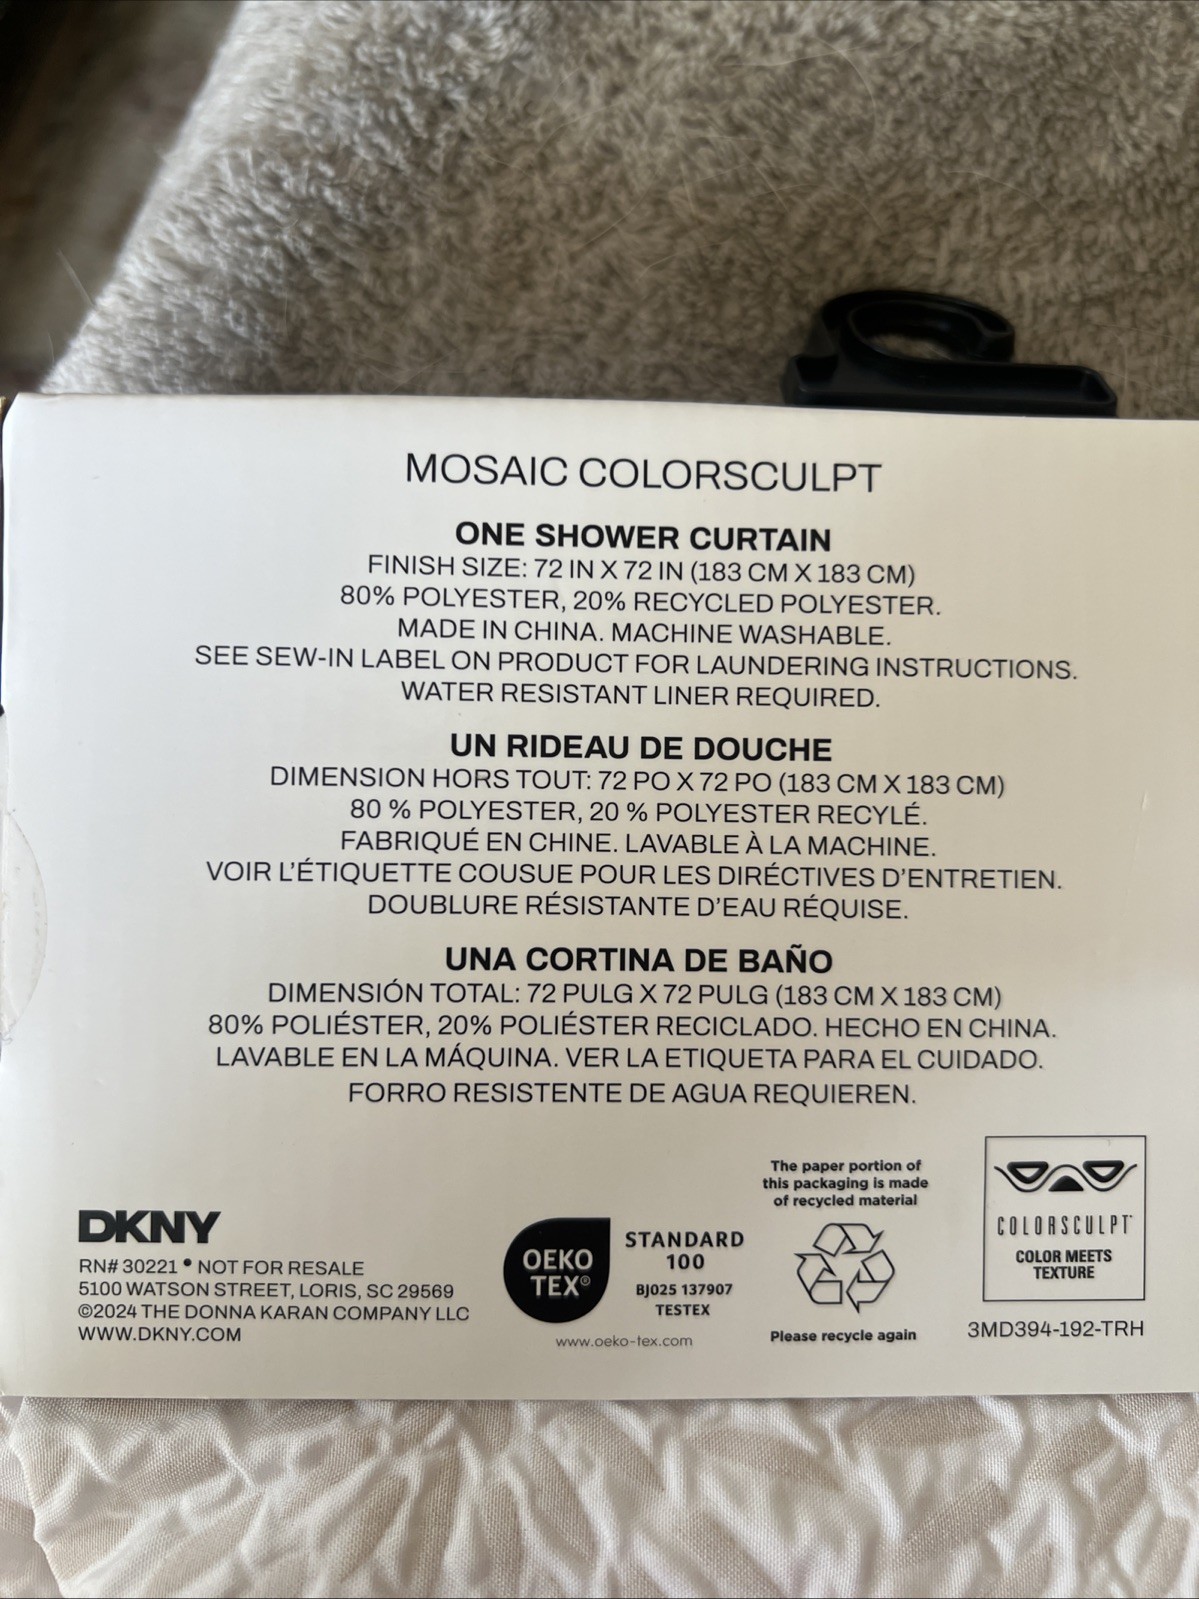 MOSAIC COLORSCULPT
ONE SHOWER CURTAIN
FINISH SIZE: 72 IN X 72 IN (183 CM X 183 CM)
80% POLYESTER, 20% RECYCLED POLYESTER.
MADE IN CHINA. MACHINE WASHABLE.
SEE SEW-IN LABEL ON PRODUCT FOR LAUNDERING INSTRUCTIONS.
WATER RESISTANT LINER REQUIRED.
UN RIDEAU DE DOUCHE
DIMENSION HORS TOUT: 72 PO X 72 PO (183 CM X 183 CM)
80 % POLYESTER, 20 % POLYESTER RECYLÉ.
FABRIQUÉ EN CHINE. LAVABLE À LA MACHINE.
VOIR L'ÉTIQUETTE COUSUE POUR LES DIRÉCTIVES D'ENTRETIEN.
DOUBLURE RÉSISTANTE D'EAU RÉQUISE.
UNA CORTINA DE BAÑO
DIMENSIÓN TOTAL: 72 PULG X 72 PULG (183 CM X 183 CM)
80% POLIÉSTER, 20% POLIÉSTER RECICLADO. HECHO EN CHINA.
LAVABLE EN LA MÁQUINA. VER LA ETIQUETA PARA EL CUIDADO.
FORRO RESISTENTE DE AGUA REQUIEREN.
DKNY
RN# 30221 • NOT FOR RESALE
5100 WATSON STREET, LORIS, SC 29569
©2024 THE DONNA KARAN COMPANY LLC
WWW.DKNY.COM
OEKO
TEX®
STANDARD
100
BJ025 137907
TESTEX
www.oeko-tex.com
The paper portion of
this packaging is made
of recycled material
Please recycle again
COLORSCULPT™
COLOR MEETS
TEXTURE
3MD394-192-TRH